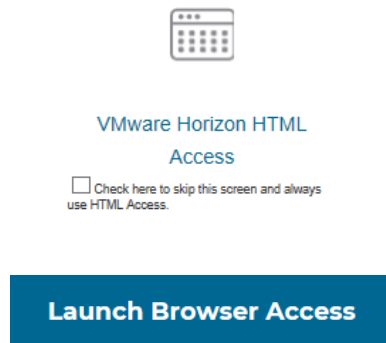 VMware Horizon HTML
Access
Check here to skip this screen and always
use HTML Access.
Launch Browser Access